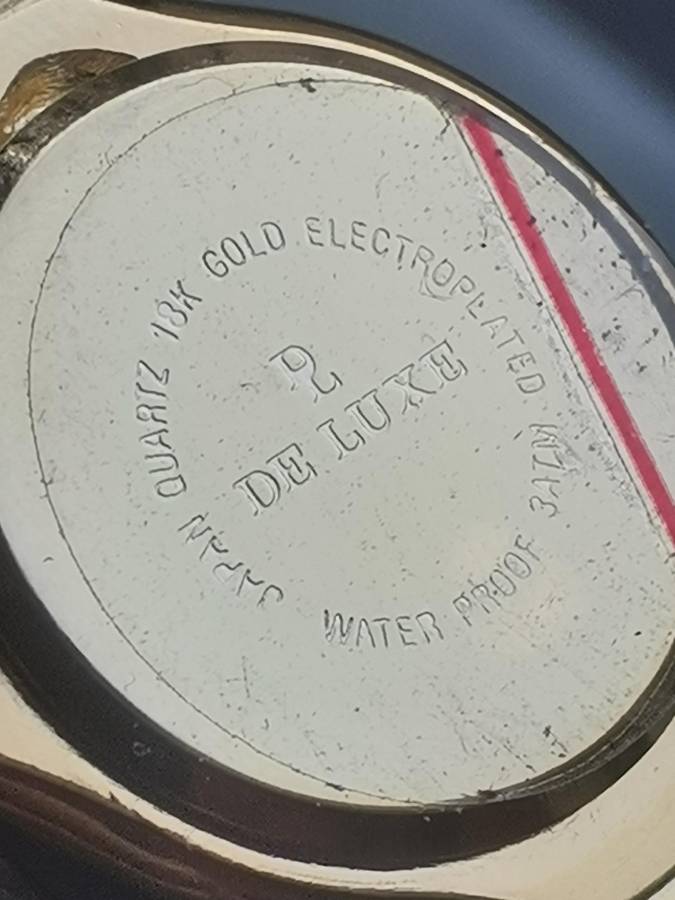 JAPAN QUARTZ 18K GOLD ELECTROPLATED 3ATM
WATER PROOF
DE LUXE